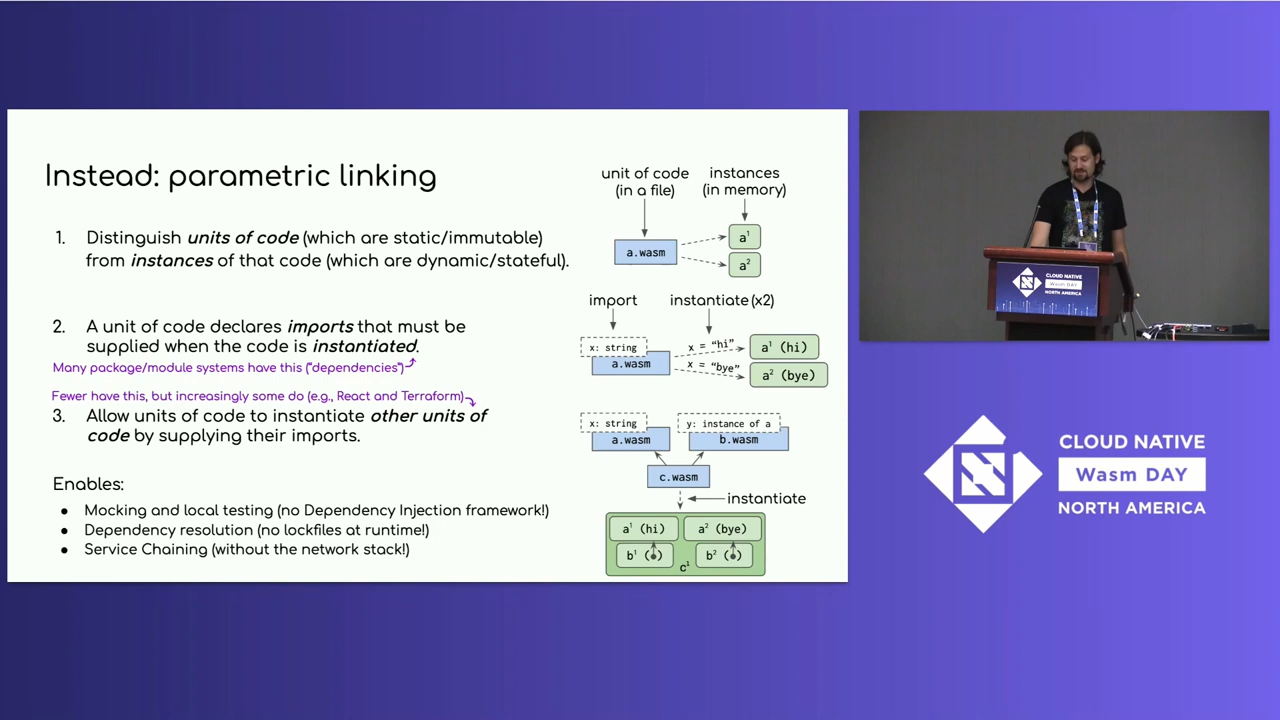 Instead: parametric linking
1. Distinguish units of code (which are static/immutable)
from instances of that code (which are dynamic/stateful).
2. A unit of code declares imports that must be
supplied when the code is instantiated.
Many package/module systems have this ("dependencies")
Fewer have this, but increasingly some do (e.g., React and Terraform)
3. Allow units of code to instantiate other units of
code by supplying their imports.
Enables:
● Mocking and local testing (no Dependency Injection framework!)
● Dependency resolution (no lockfiles at runtime!)
● Service Chaining (without the network stack!)
unit of code
(in a file)
instances
(in memory)
a.wasm
a¹
a²
import
instantiate (x2)
x: string
a.wasm
x = "hi"
x = "bye"
a¹ (hi)
a² (bye)
x: string
a.wasm
y: instance of a
b.wasm
c.wasm
instantiate
a¹ (hi)
a² (bye)
b¹ ( )
b² ( )
c¹
CLOUD NATIVE
Wasm DAY
NORTH AMERICA
CLOUD NATIVE
Wasm DAY
NORTH AMERICA